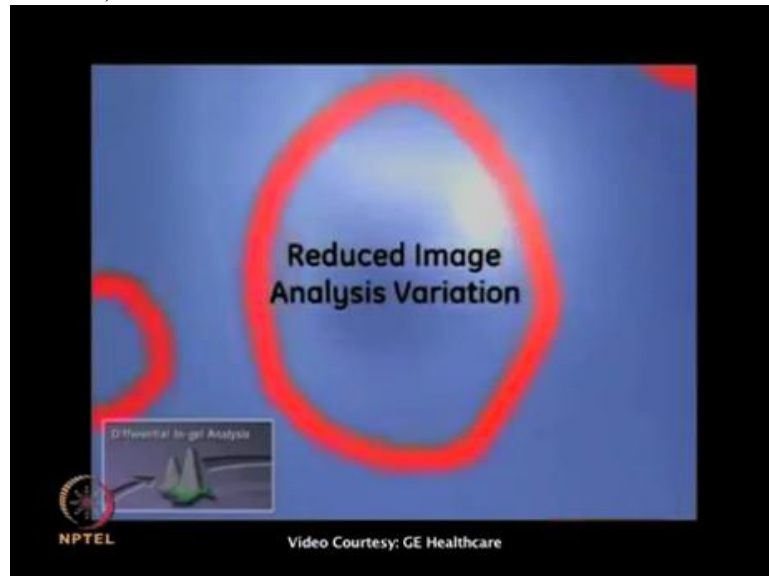 Reduced Image
Analysis Variation
Differential In-gel Analysis
NPTEL
Video Courtesy: GE Healthcare